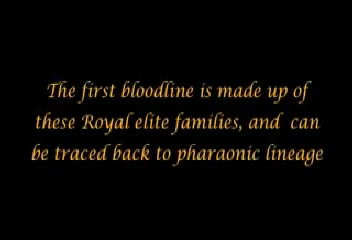 The first bloodline is made up of
these Royal elite families, and can
be traced back to pharaonic lineage